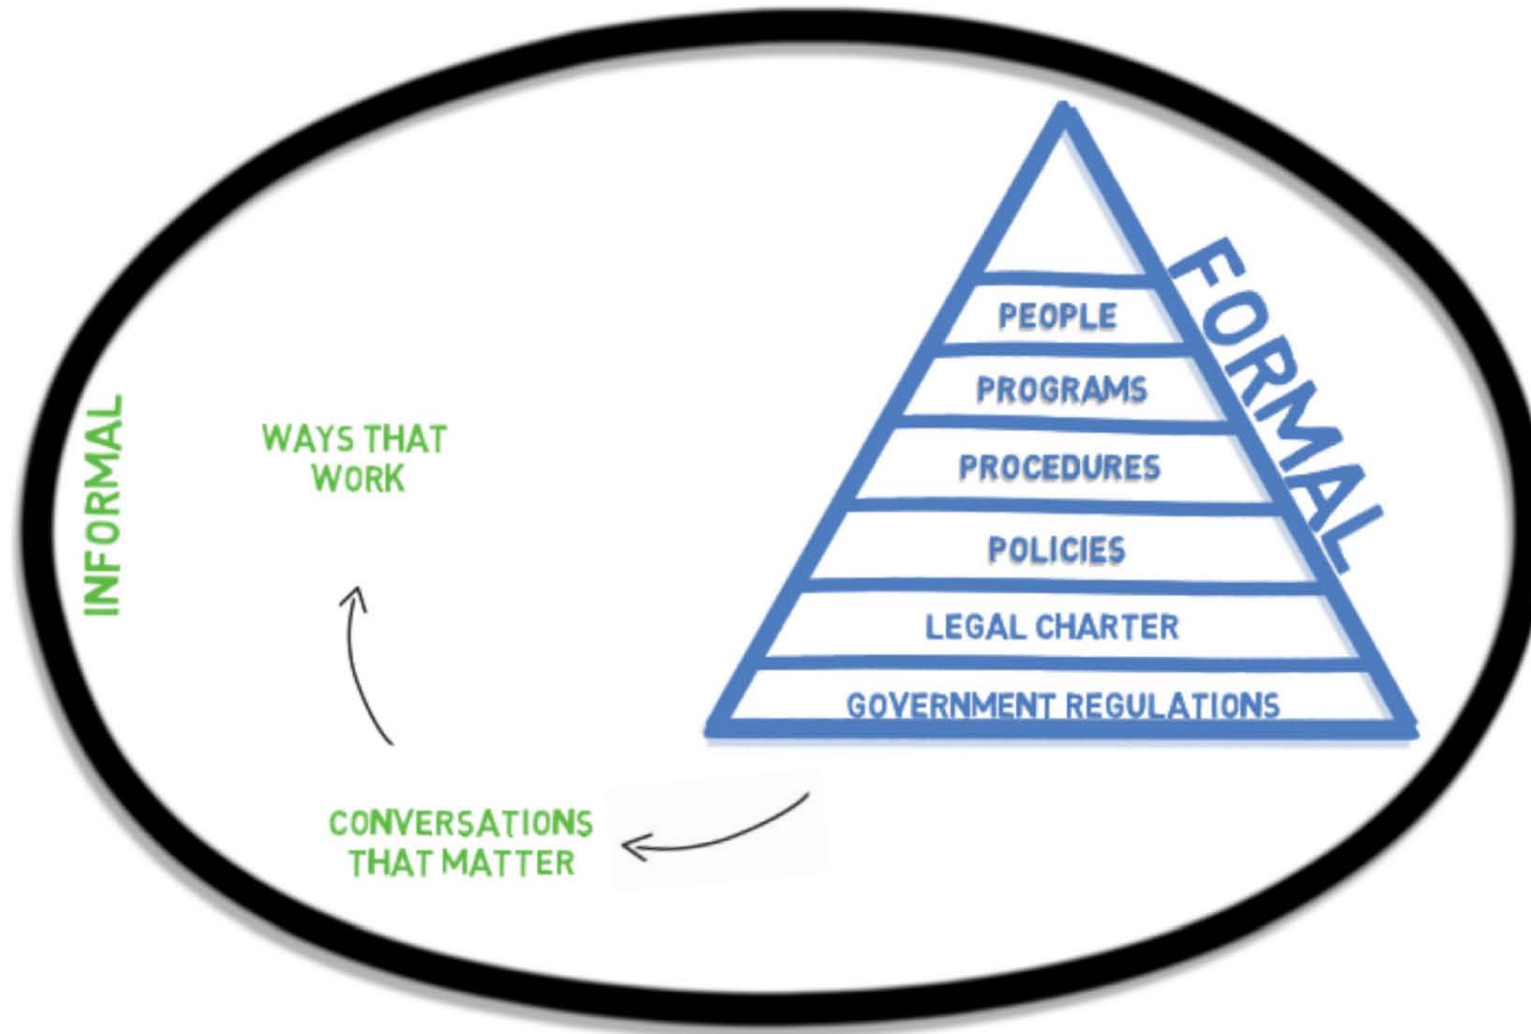 INFORMAL
WAYS THAT
WORK
CONVERSATIONS
THAT MATTER
FORMAL
PEOPLE
PROGRAMS
PROCEDURES
POLICIES
LEGAL CHARTER
GOVERNMENT REGULATIONS